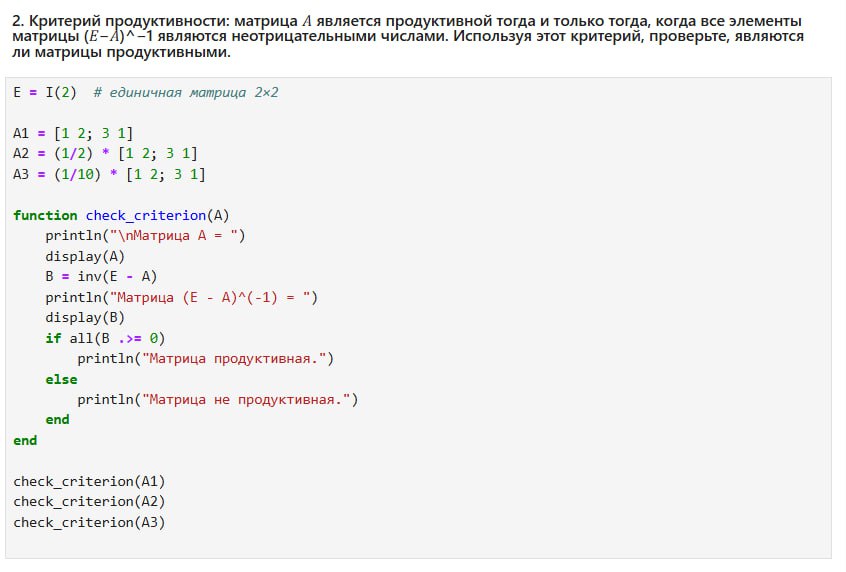 2. Критерий продуктивности: матрица A является продуктивной тогда и только тогда, когда все элементы
матрицы (E−A)^−1 являются неотрицательными числами. Используя этот критерий, проверьте, являются
ли матрицы продуктивными.
E = I(2)  # единичная матрица 2×2
A1 = [1 2; 3 1]
A2 = (1/2) * [1 2; 3 1]
A3 = (1/10) * [1 2; 3 1]
function check_criterion(A)
    println("\nМатрица A = ")
    display(A)
    B = inv(E - A)
    println("Матрица (E - A)^(-1) = ")
    display(B)
    if all(B .>= 0)
        println("Матрица продуктивная.")
    else
        println("Матрица не продуктивная.")
    end
end
check_criterion(A1)
check_criterion(A2)
check_criterion(A3)